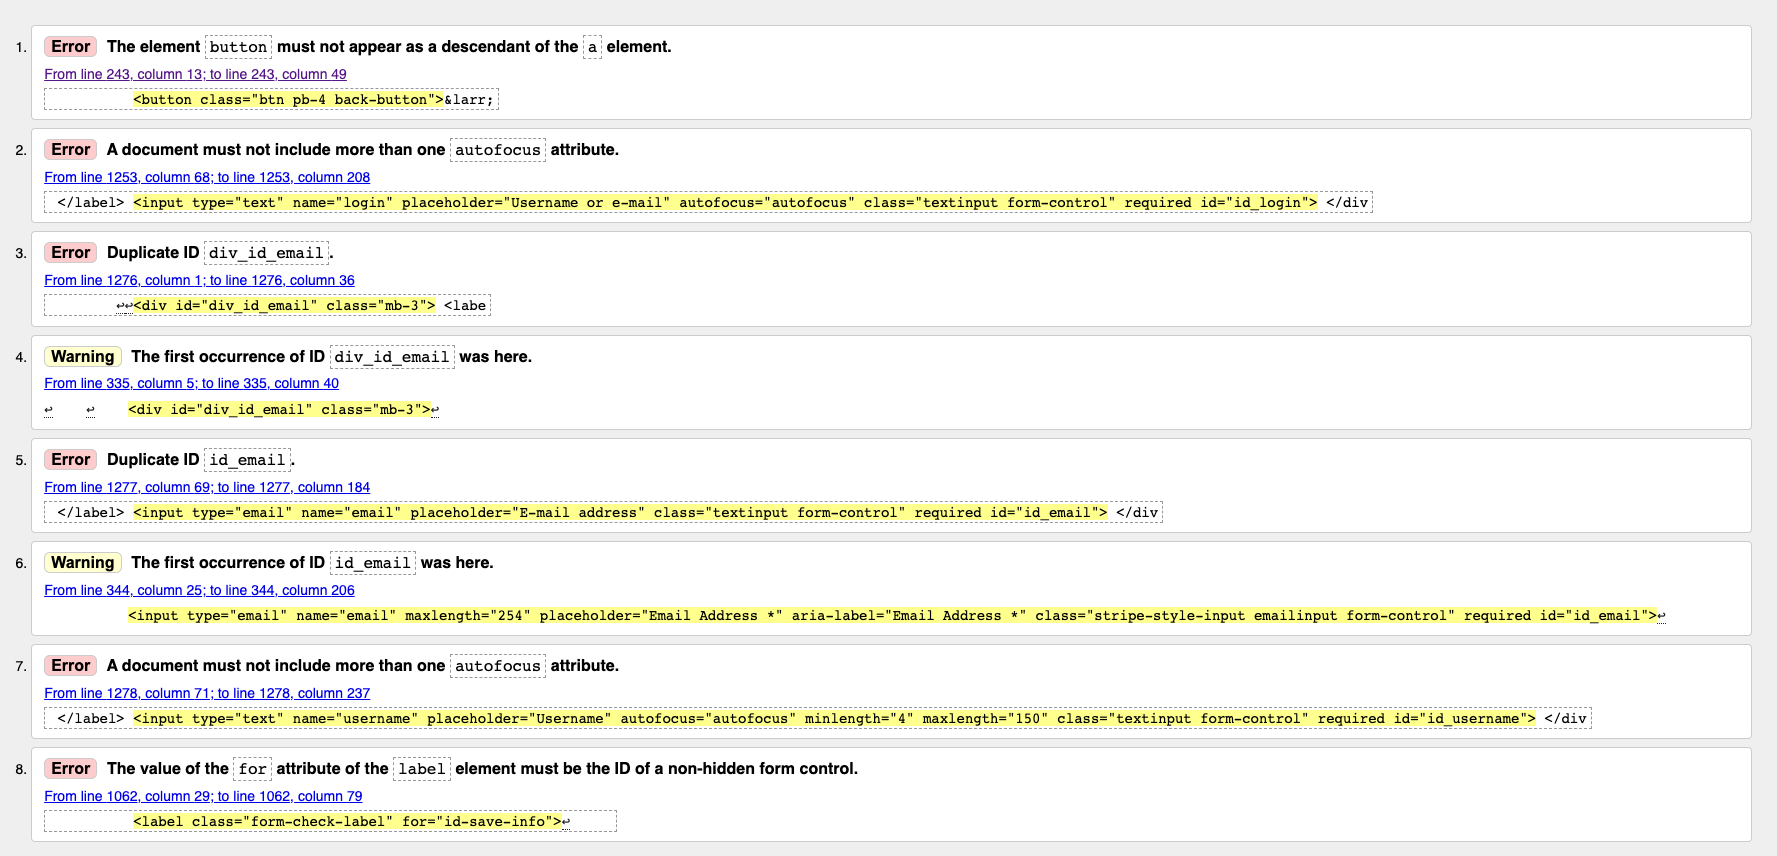 1. Error The element button must not appear as a descendant of the a element.
From line 243, column 13; to line 243, column 49
<button class="btn pb-4 back-button">&larr;
2. Error A document must not include more than one autofocus attribute.
From line 1253, column 68; to line 1253, column 208
</label> <input type="text" name="login" placeholder="Username or e-mail" autofocus="autofocus" class="textinput form-control" required id="id_login"> </div
3. Error Duplicate ID div_id_email.
From line 1276, column 1; to line 1276, column 36
↩↩<div id="div_id_email" class="mb-3"> <labe
4. Warning The first occurrence of ID div_id_email was here.
From line 335, column 5; to line 335, column 40
↩ ↩ <div id="div_id_email" class="mb-3">↩
5. Error Duplicate ID id_email.
From line 1277, column 69; to line 1277, column 184
</label> <input type="email" name="email" placeholder="E-mail address" class="textinput form-control" required id="id_email"> </div
6. Warning The first occurrence of ID id_email was here.
From line 344, column 25; to line 344, column 206
<input type="email" name="email" maxlength="254" placeholder="Email Address *" aria-label="Email Address *" class="stripe-style-input emailinput form-control" required id="id_email">↩
7. Error A document must not include more than one autofocus attribute.
From line 1278, column 71; to line 1278, column 237
</label> <input type="text" name="username" placeholder="Username" autofocus="autofocus" minlength="4" maxlength="150" class="textinput form-control" required id="id_username"> </div
8. Error The value of the for attribute of the label element must be the ID of a non-hidden form control.
From line 1062, column 29; to line 1062, column 79
<label class="form-check-label" for="id-save-info">↩